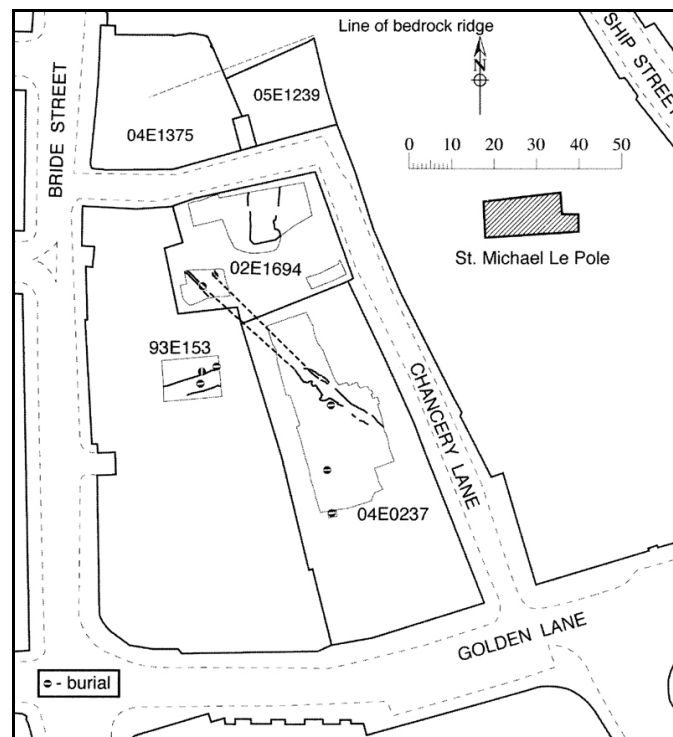 Line of bedrock ridge
N
SHIP STREET
BRIDE STREET
05E1239
04E1375
0 10 20 30 40 50
St. Michael Le Pole
02E1694
93E153
CHANCERY LANE
04E0237
GOLDEN LANE
- burial